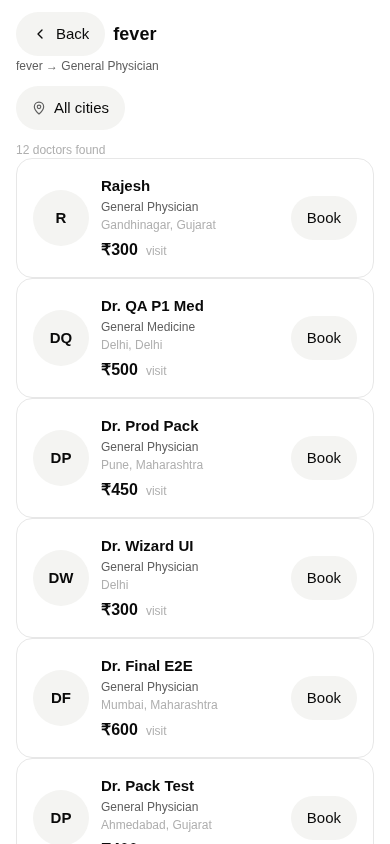 Back
fever
fever → General Physician
All cities
12 doctors found
R
Rajesh
General Physician
Gandhinagar, Gujarat
₹300 visit
Book
DQ
Dr. QA P1 Med
General Medicine
Delhi, Delhi
₹500 visit
Book
DP
Dr. Prod Pack
General Physician
Pune, Maharashtra
₹450 visit
Book
DW
Dr. Wizard UI
General Physician
Delhi
₹300 visit
Book
DF
Dr. Final E2E
General Physician
Mumbai, Maharashtra
₹600 visit
Book
DP
Dr. Pack Test
General Physician
Ahmedabad, Gujarat
Book